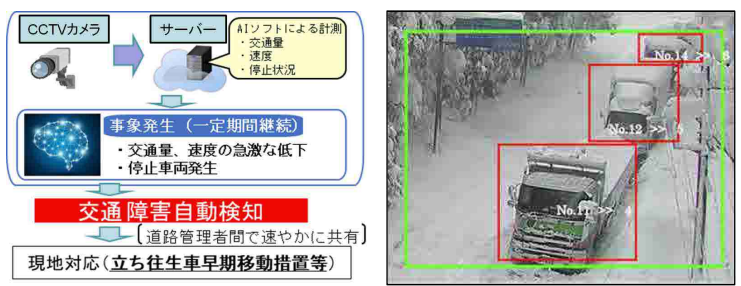 CCTVカメラ
サーバー
AIソフトによる計測
・交通量
・速度
・停止状況
事象発生（一定期間継続）
・交通量、速度の急激な低下
・停止車両発生
交通障害自動検知
道路管理者間で速やかに共有
現地対応（立ち往生車早期移動措置等）
No.14 >> 8
No.12 >> 5
No.11 >> 4